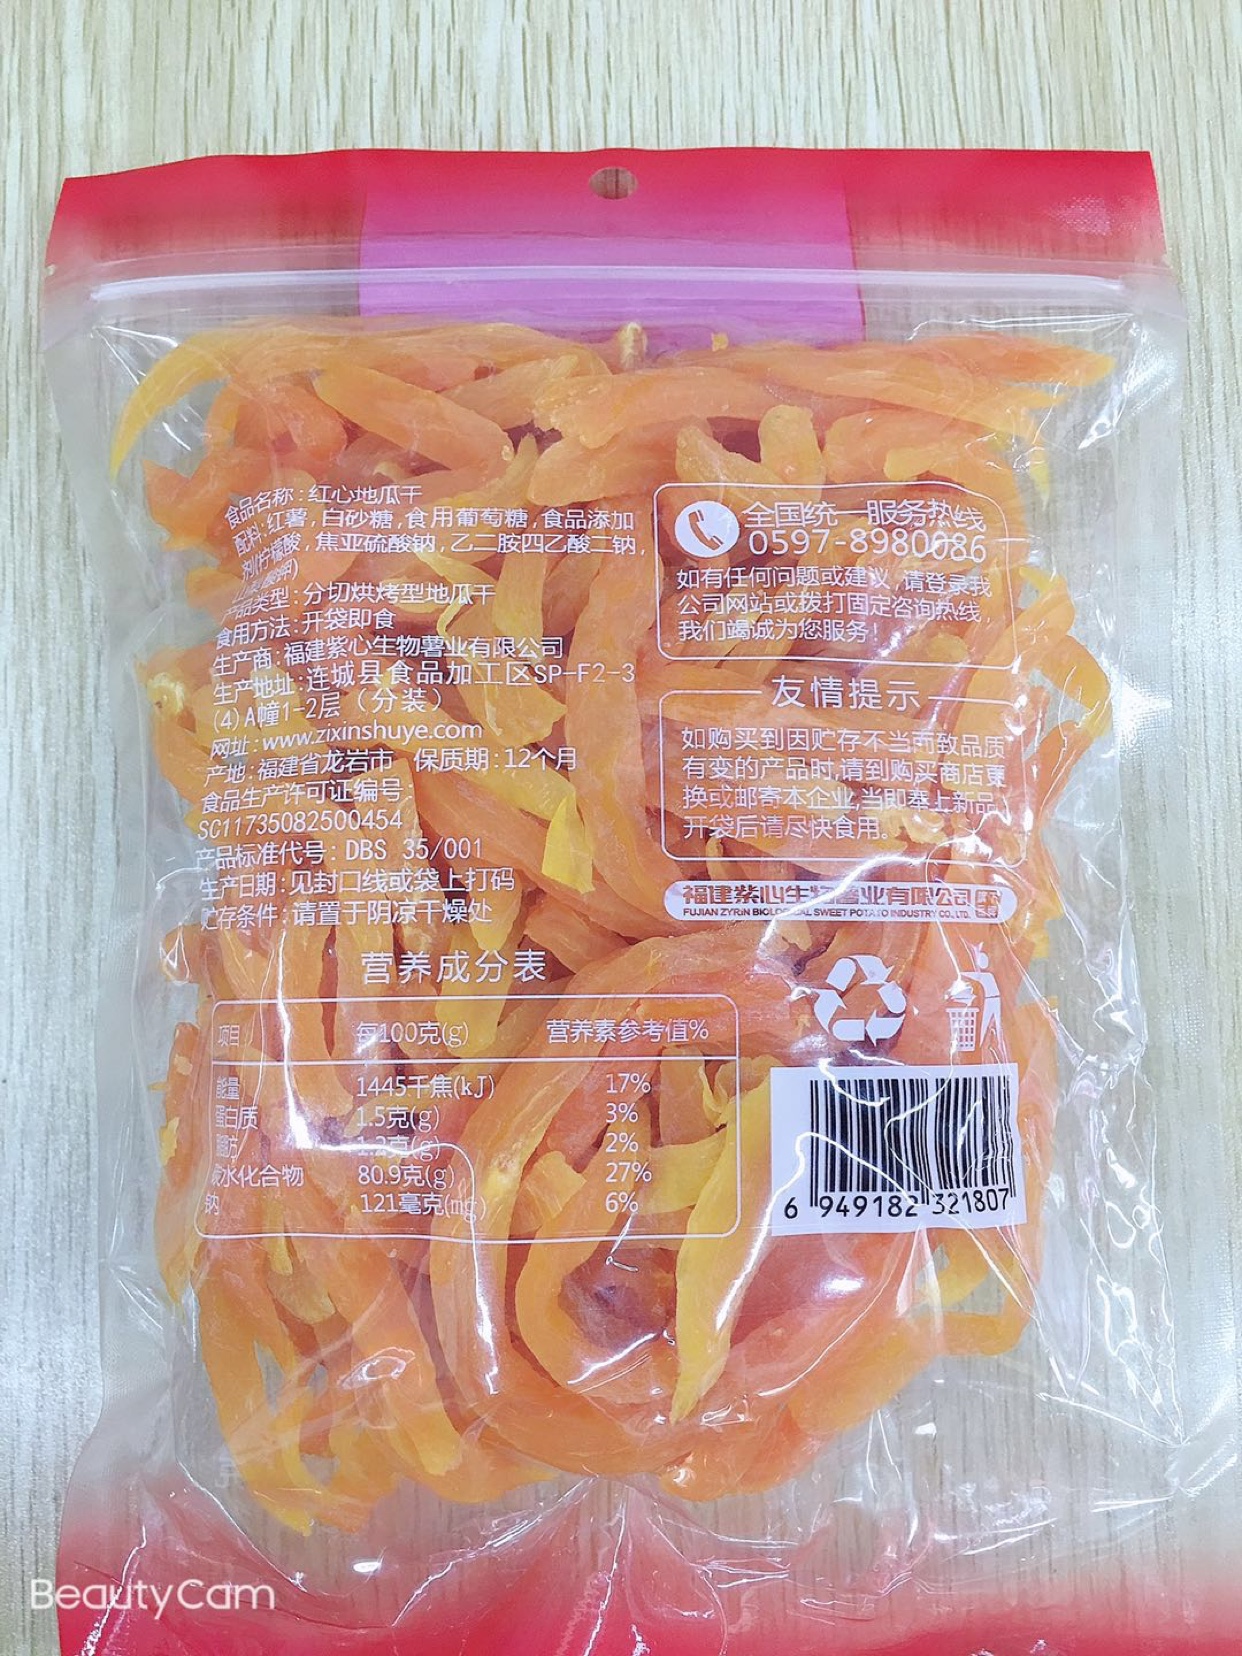 食品名称:红心地瓜干
配料:红薯,白砂糖,食用葡萄糖,食品添加
剂(柠檬酸,焦亚硫酸钠,乙二胺四乙酸二钠,
产品类型:分切烘烤型地瓜干
食用方法:开袋即食
生产商:福建紫心生物薯业有限公司
生产地址:连城县食品加工区SP-F2-3
(4)A幢1-2层(分装)
网址:www.zixinshuye.com
产地:福建省龙岩市 保质期:12个月
食品生产许可证编号:
SC11735082500454
产品标准代号:DBS 35/001
生产日期:见封口线或袋上打码
贮存条件:请置于阴凉干燥处
营养成分表
项目 每100克(g) 营养素参考值%
能量 1445千焦(kJ) 17%
蛋白质 1.5克(g) 3%
脂肪 1.2克(g) 2%
碳水化合物 80.9克(g) 27%
钠 121毫克(mg) 6%
全国统一服务热线
0597-8980086
如有任何问题或建议,请登录我
公司网站或拨打固定咨询热线,
我们竭诚为您服务!
友情提示
如购买到因贮存不当而致品质
有变的产品时,请到购买商店更
换或邮寄本企业,当即奉上新品。
开袋后请尽快食用。
福建紫心生物薯业有限公司
FUJIAN ZYRIN BIOLOGICAL SWEET POTATO INDUSTRY CO.,LTD.
6 949182 321807
BeautyCam